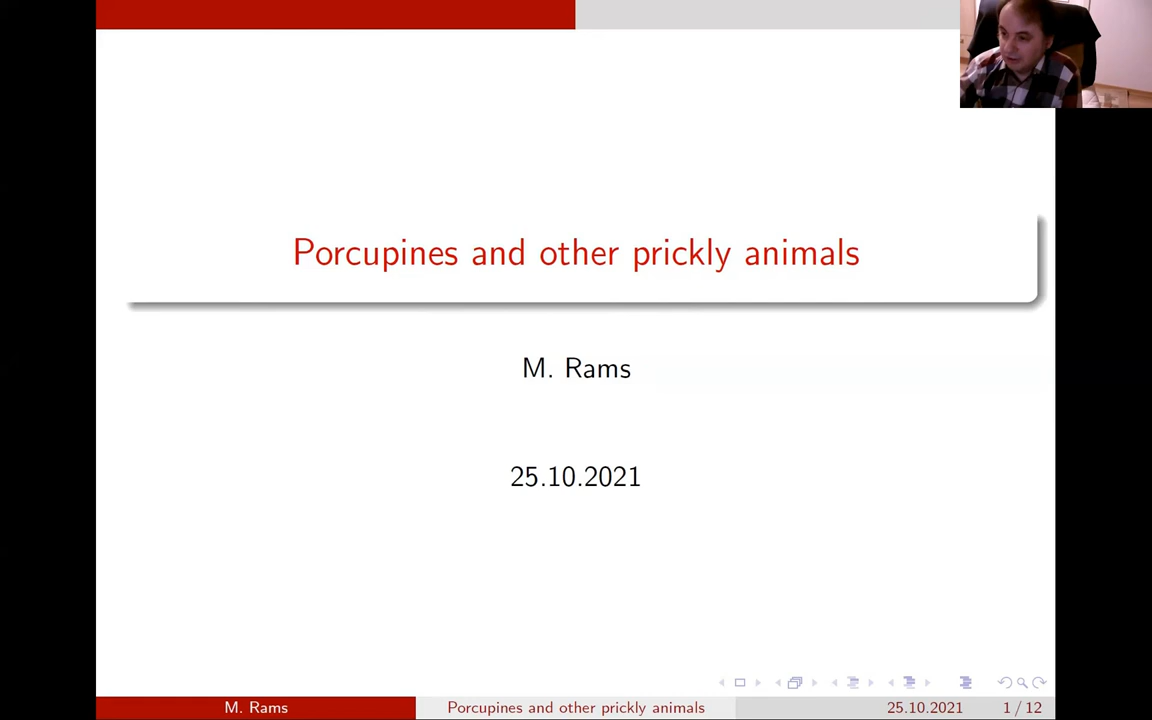 Porcupines and other prickly animals
M. Rams
25.10.2021
M. Rams
Porcupines and other prickly animals
25.10.2021
1 / 12